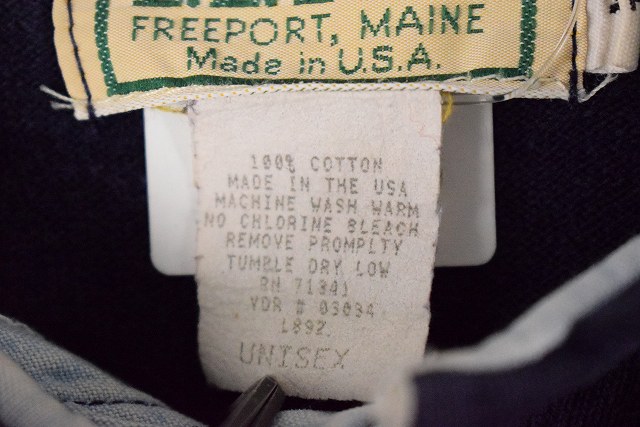 FREEPORT, MAINE
Made in U.S.A.
100% COTTON
MADE IN THE USA
MACHINE WASH WARM
NO CHLORINE BLEACH
REMOVE PROMPLTY
TUMBLE DRY LOW
RN 71341
VDR # 03034
L892
UNISEX